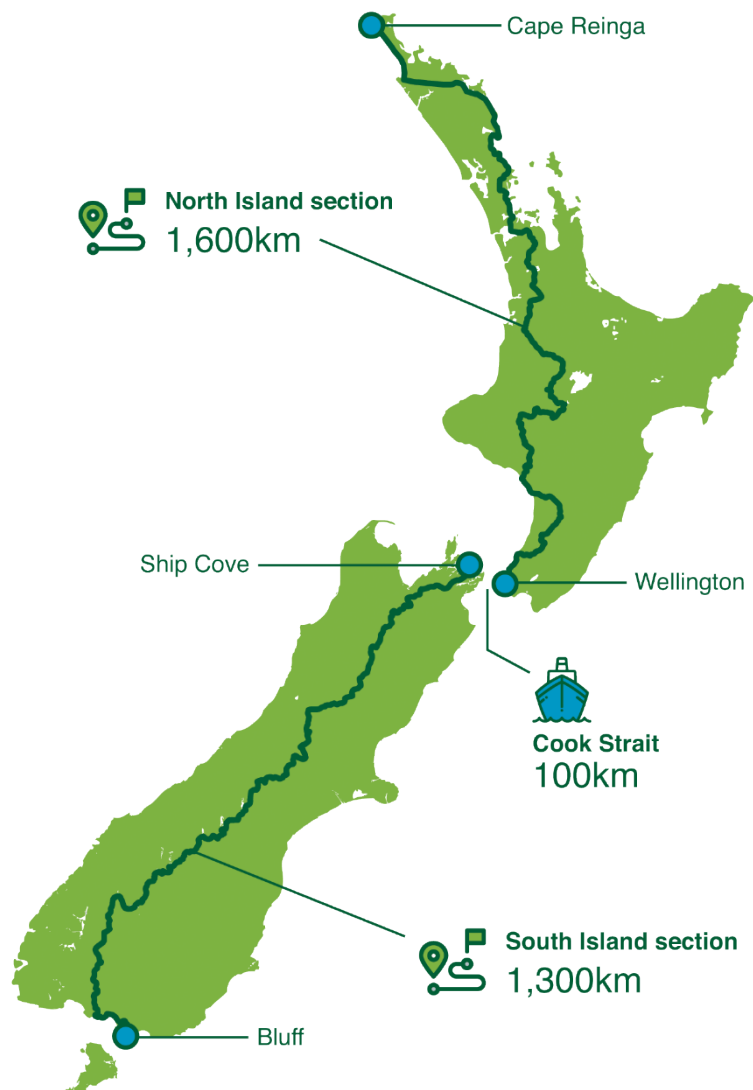 Cape Reinga
North Island section
1,600km
Ship Cove
Wellington
Cook Strait
100km
South Island section
1,300km
Bluff